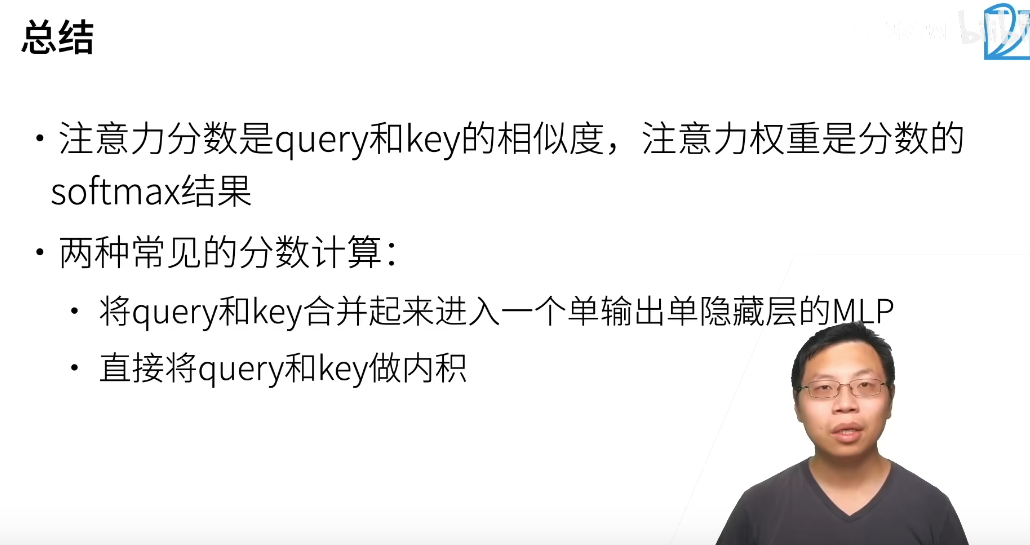 总结
• 注意力分数是query和key的相似度，注意力权重是分数的
softmax结果
• 两种常见的分数计算：
• 将query和key合并起来进入一个单输出单隐藏层的MLP
• 直接将query和key做内积